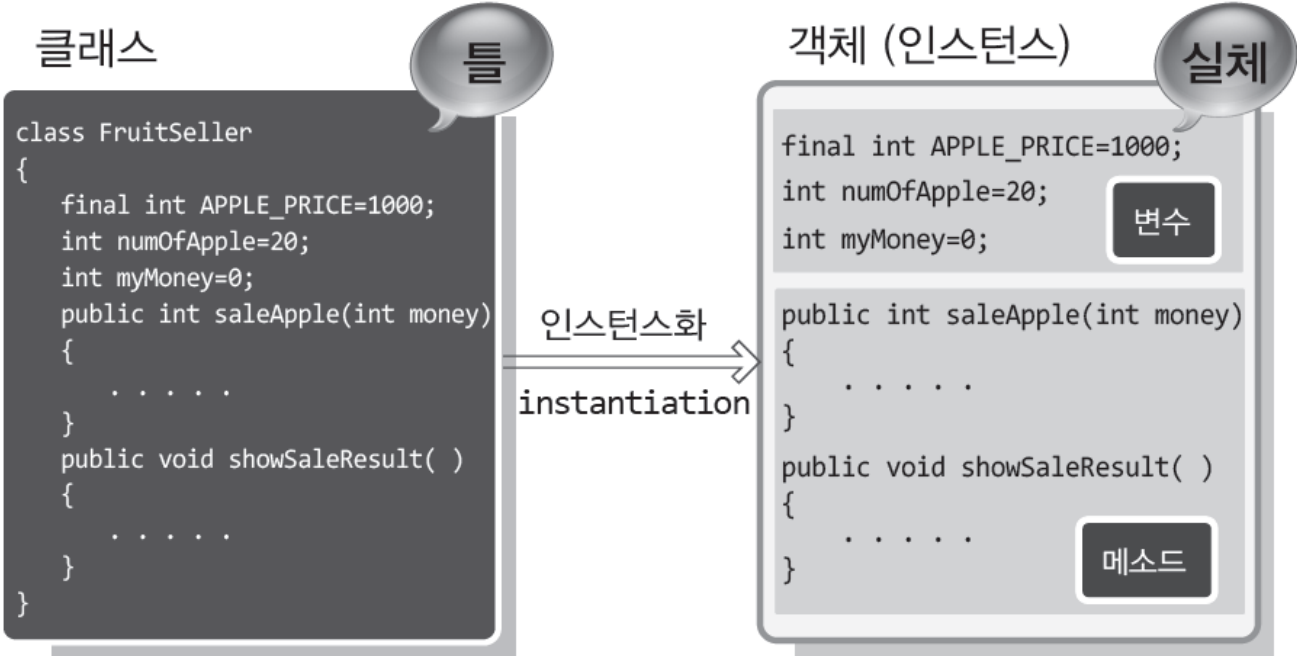 클래스
틀
class FruitSeller
{
final int APPLE_PRICE=1000;
int numOfApple=20;
int myMoney=0;
public int saleApple(int money)
{
. . . . .
}
public void showSaleResult( )
{
. . . . .
}
}
인스턴스화
instantiation
객체 (인스턴스)
실체
final int APPLE_PRICE=1000;
int numOfApple=20;
int myMoney=0;
변수
public int saleApple(int money)
{
. . . . .
}
public void showSaleResult( )
{
. . . . .
}
메소드